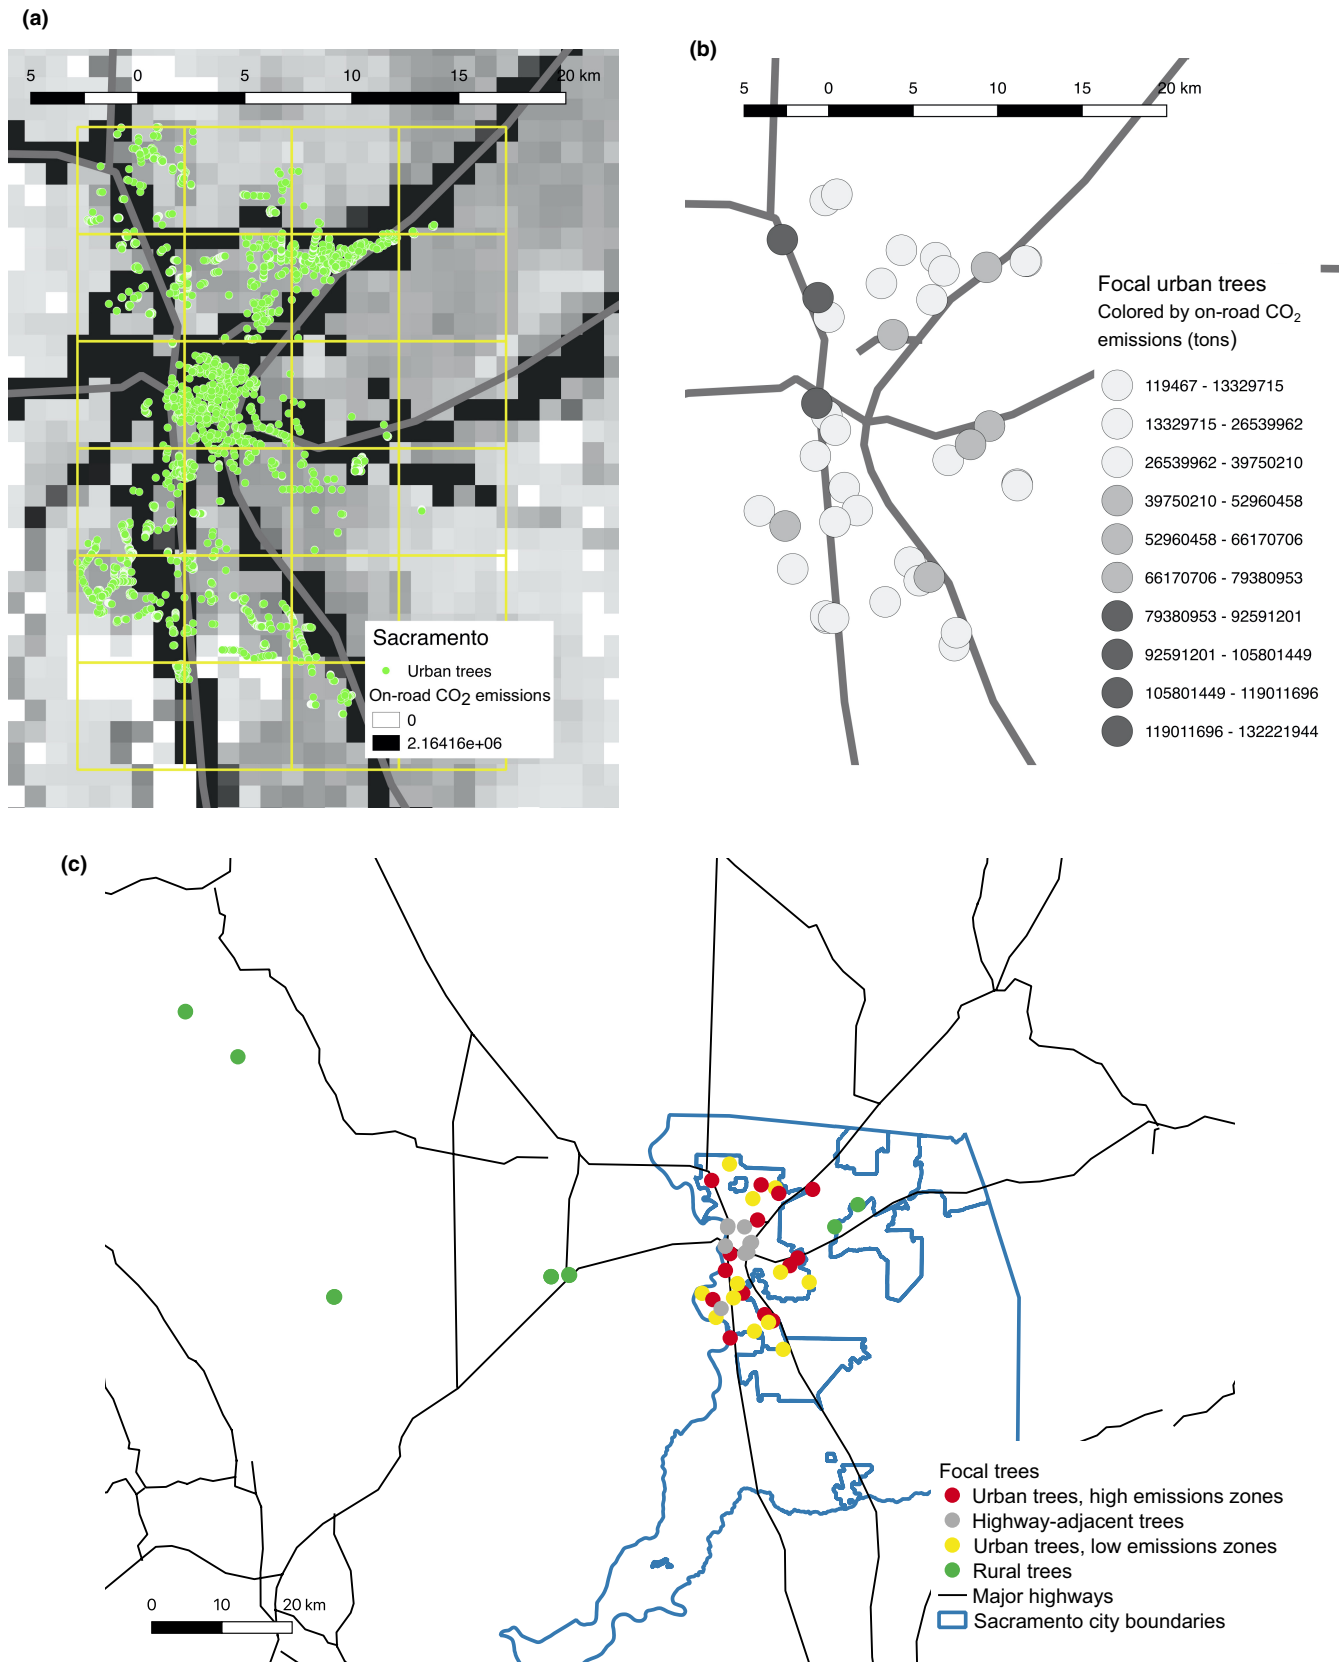 (a)
5 0 5 10 15 20 km
Sacramento
Urban trees
On-road CO2 emissions
0
2.16416e+06
(b)
5 0 5 10 15 20 km
Focal urban trees
Colored by on-road CO2
emissions (tons)
119467 - 13329715
13329715 - 26539962
26539962 - 39750210
39750210 - 52960458
52960458 - 66170706
66170706 - 79380953
79380953 - 92591201
92591201 - 105801449
105801449 - 119011696
119011696 - 132221944
(c)
0 10 20 km
Focal trees
Urban trees, high emissions zones
Highway-adjacent trees
Urban trees, low emissions zones
Rural trees
Major highways
Sacramento city boundaries